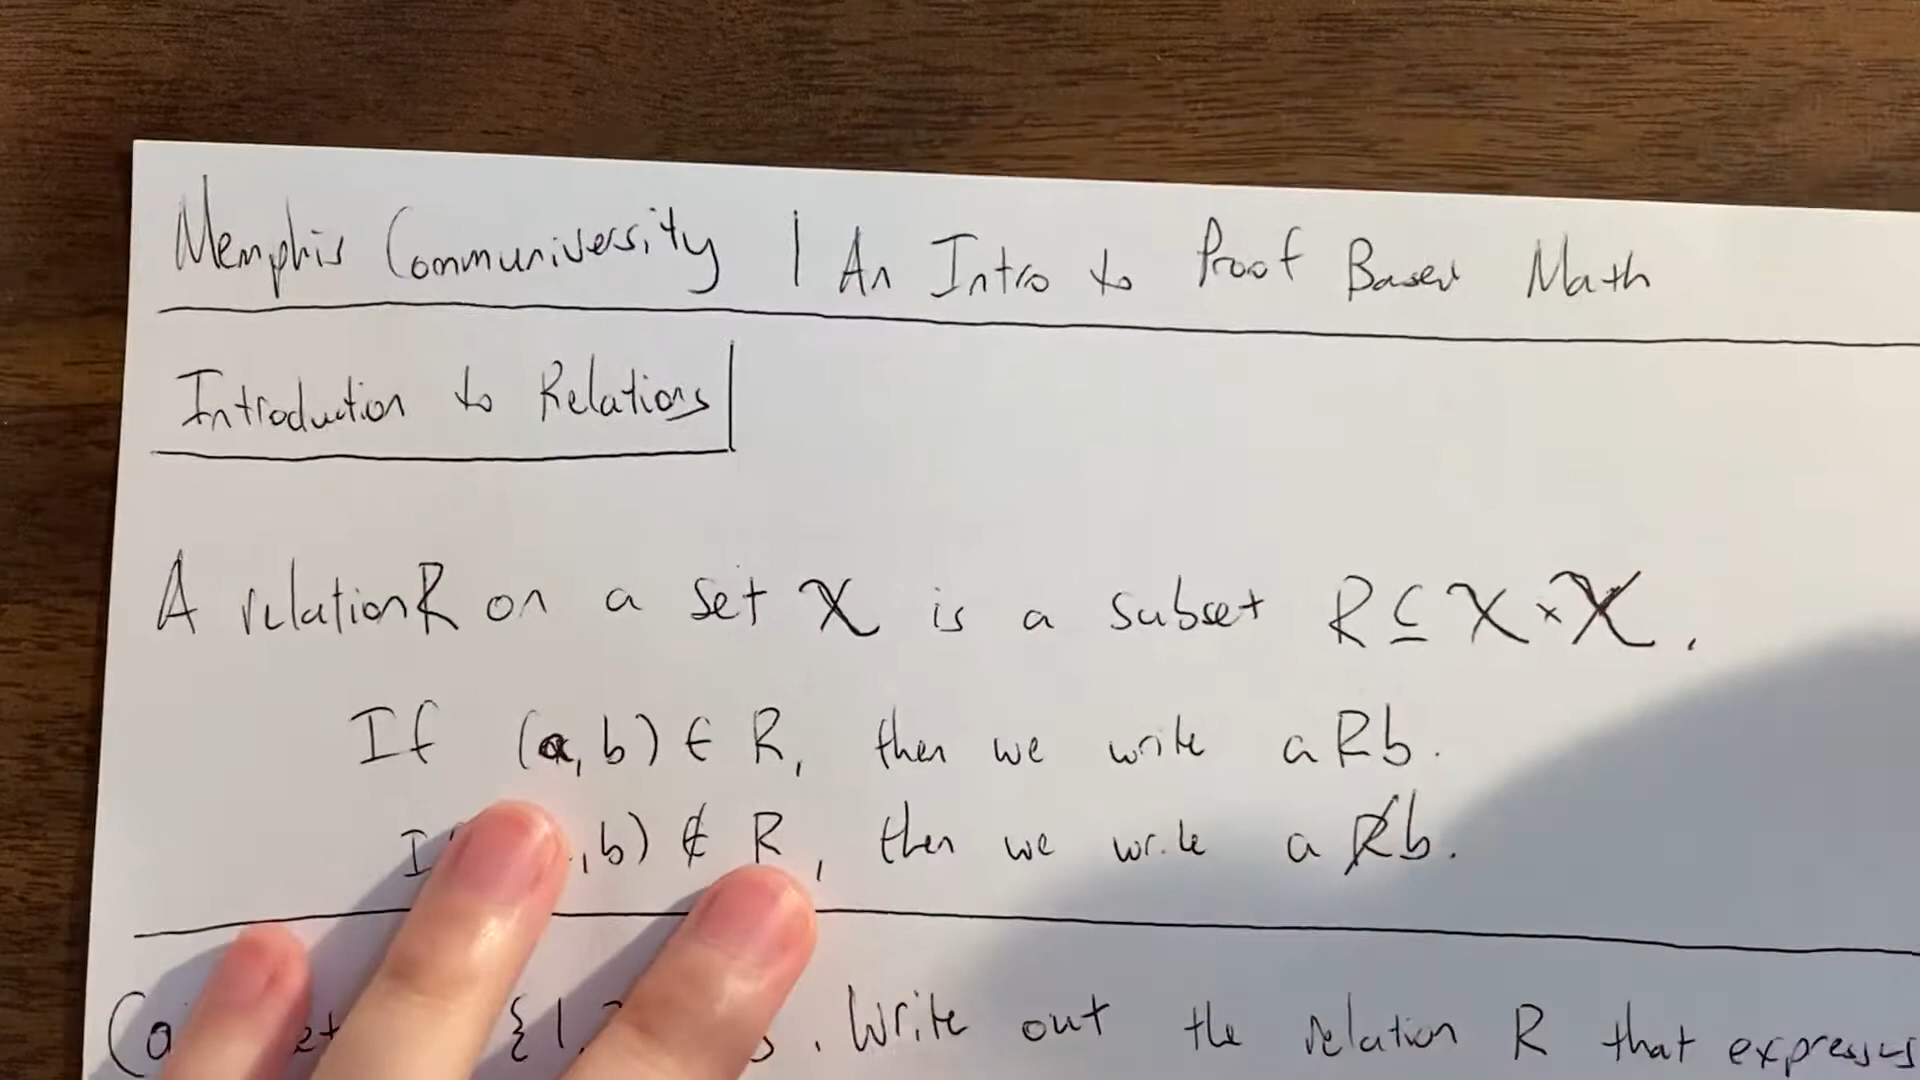 Memphis Communiversity | An Intro to Proof Based Math
Introduction to Relations
A relation R on a set X is a subset R ⊆ X × X.
If (a, b) ∈ R, then we write a R b.
, b) ∉ R, then we write a R̸ b.
{1, . Write out the relation R that expresses